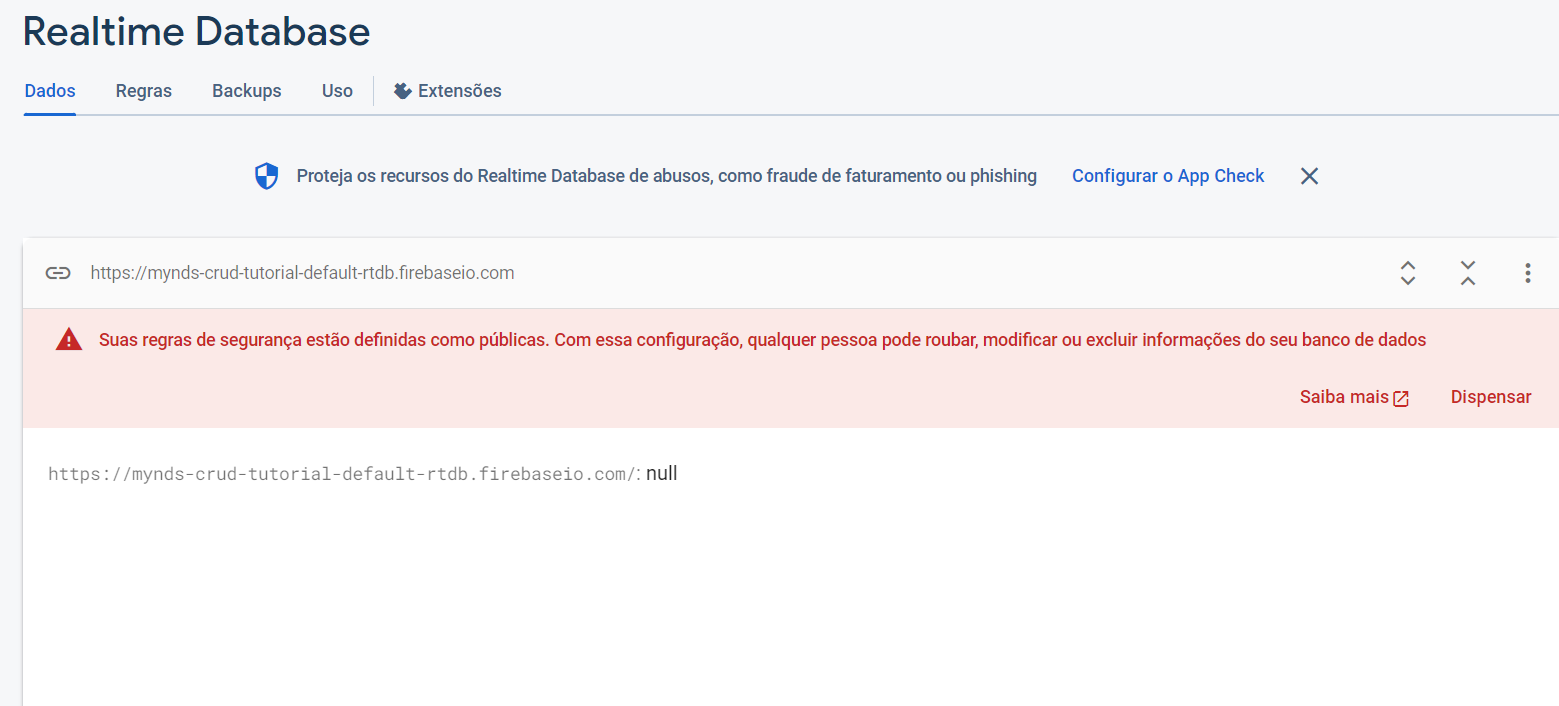 Realtime Database
Dados Regras Backups Uso Extensões
Proteja os recursos do Realtime Database de abusos, como fraude de faturamento ou phishing Configurar o App Check
https://mynds-crud-tutorial-default-rtdb.firebaseio.com
Suas regras de segurança estão definidas como públicas. Com essa configuração, qualquer pessoa pode roubar, modificar ou excluir informações do seu banco de dados
Saiba mais Dispensar
https://mynds-crud-tutorial-default-rtdb.firebaseio.com/: null